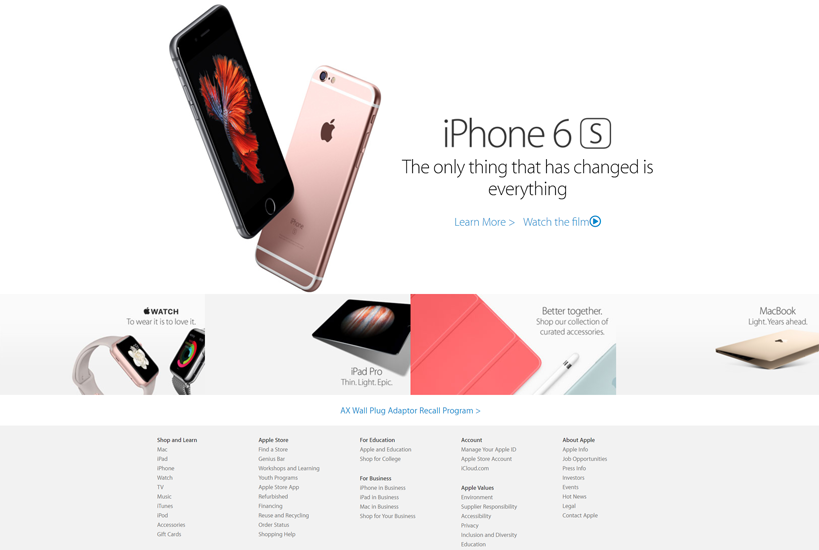 iPhone 6 S
The only thing that has changed is
everything
Learn More >
Watch the film
iPhone
WATCH
To wear it is to love it.
iPad Pro
Thin. Light. Epic.
Better together.
Shop our collection of
curated accessories.
MacBook
Light. Years ahead.
AX Wall Plug Adaptor Recall Program >
Shop and Learn
Mac
iPad
IPhone
Watch
TV
Music
iTunes
iPod
Accessories
Gift Cards
Apple Store
Find a Store
Genius Bar
Workshops and Learning
Youth Programs
Apple Store App
Refurbished
Financing
Reuse and Recycling
Order Status
Shopping Help
For Education
Apple and Education
Shop for College
For Business
iPhone in Business
iPad in Business
Mac in Business
Shop for Your Business
Account
Manage Your Apple ID
Apple Store Account
iCloud.com
Apple Values
Environment
Supplier Responsibility
Accessibility
Privacy
Inclusion and Diversity
Education
About Apple
Apple Info
Job Opportunities
Press Info
Investors
Events
Hot News
Legal
Contact Apple